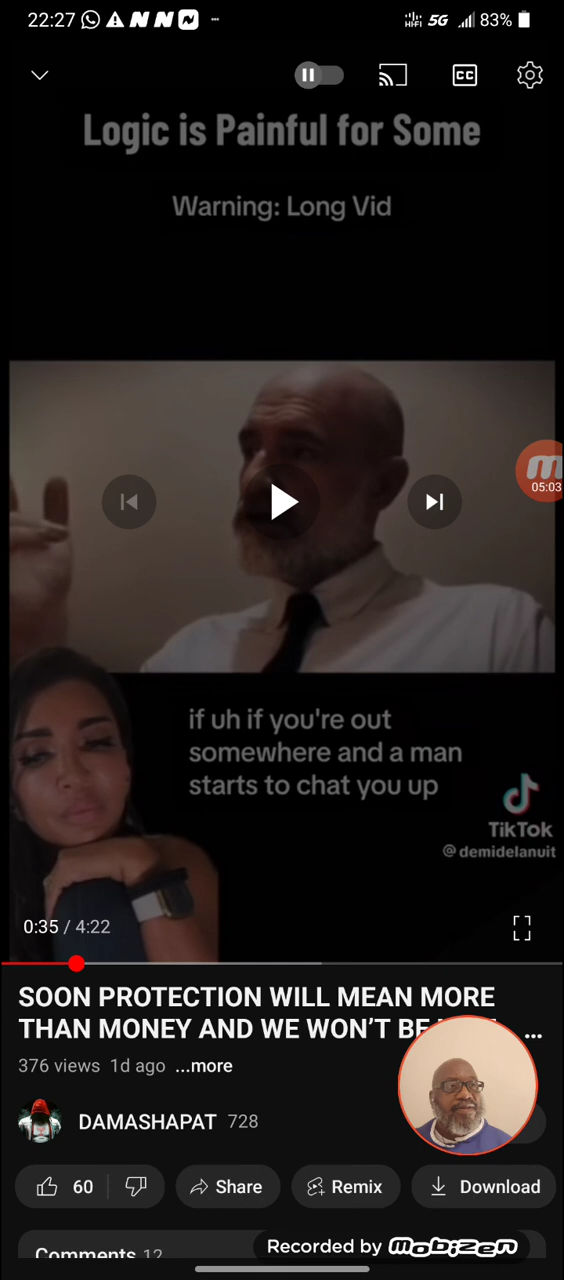 22:27
HiFi 5G 83%
CC
Logic is Painful for Some
Warning: Long Vid
05:03
if uh if you're out
somewhere and a man
starts to chat you up
TikTok
@demidelanuit
0:35 / 4:22
SOON PROTECTION WILL MEAN MORE
THAN MONEY AND WE WON'T BE ...
376 views 1d ago ...more
DAMASHAPAT 728
60 Share Remix Download
Comments 12
Recorded by mobizen